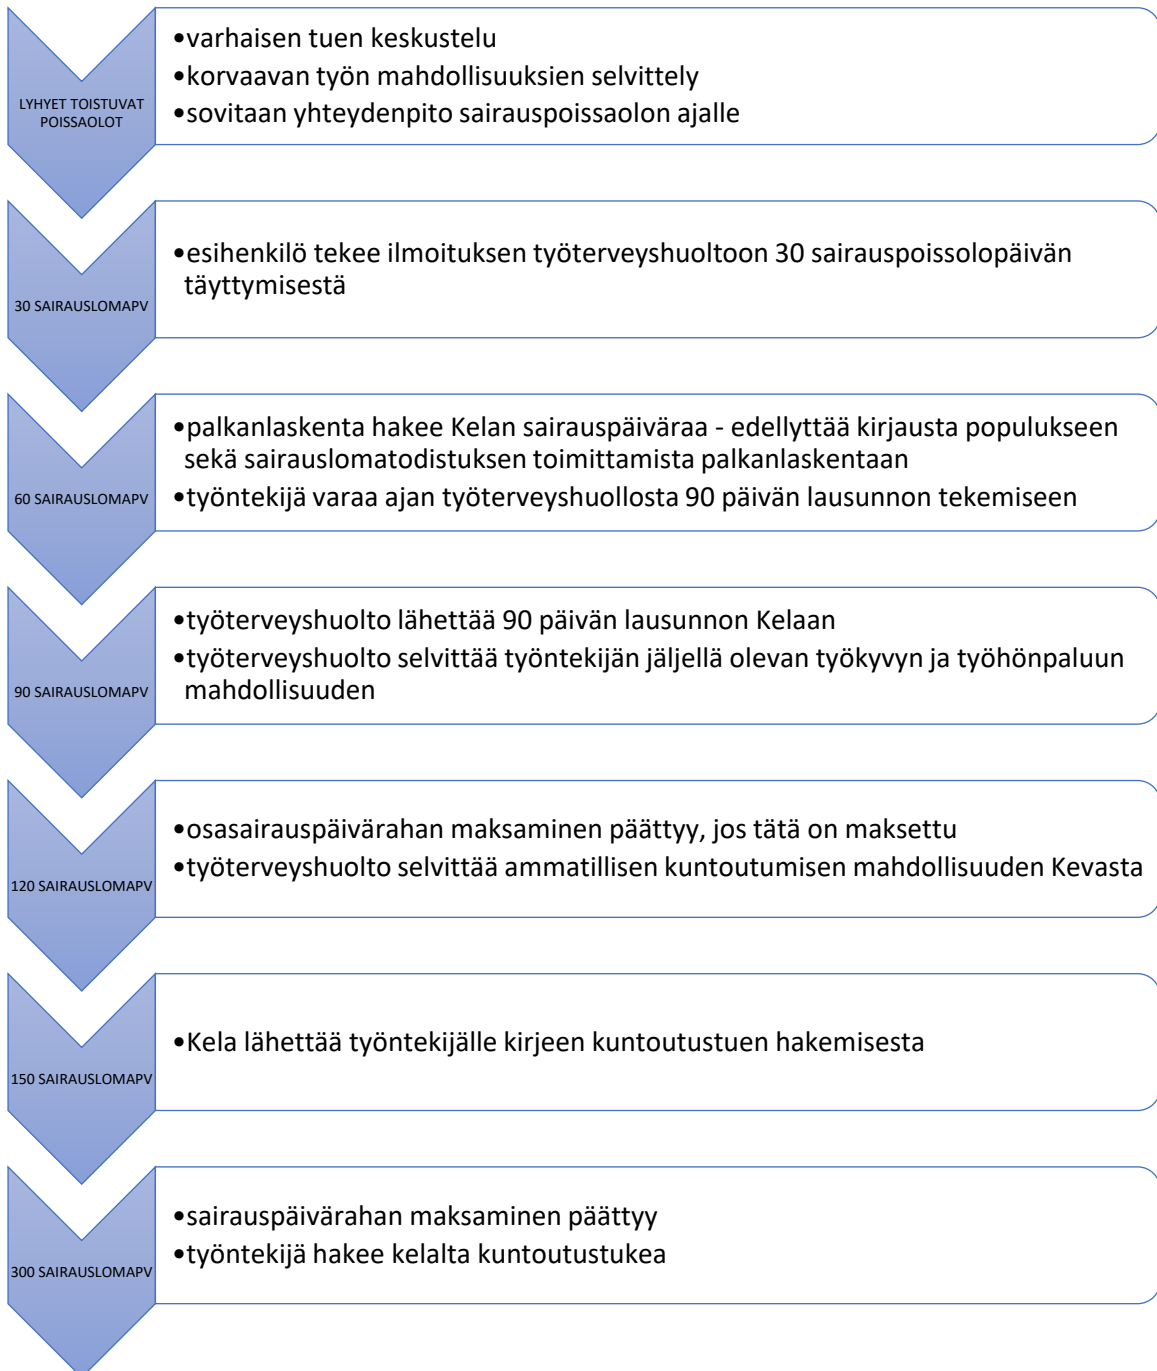 LYHYET TOISTUVAT
POISSAOLOT
•varhaisen tuen keskustelu
•korvaavan työn mahdollisuuksien selvittely
•sovitaan yhteydenpito sairauspoissaolon ajalle
30 SAIRAUSLOMAPV
•esihenkilö tekee ilmoituksen työterveyshuoltoon 30 sairauspoissolopäivän
täyttymisestä
60 SAIRAUSLOMAPV
•palkanlaskenta hakee Kelan sairauspäiväraa - edellyttää kirjausta populukseen
sekä sairauslomatodistuksen toimittamista palkanlaskentaan
•työntekijä varaa ajan työterveyshuollosta 90 päivän lausunnon tekemiseen
90 SAIRAUSLOMAPV
•työterveyshuolto lähettää 90 päivän lausunnon Kelaan
•työterveyshuolto selvittää työntekijän jäljellä olevan työkyvyn ja työhönpaluun
mahdollisuuden
120 SAIRAUSLOMAPV
•osasairauspäivärahan maksaminen päättyy, jos tätä on maksettu
•työterveyshuolto selvittää ammatillisen kuntoutumisen mahdollisuuden Kevasta
150 SAIRAUSLOMAPV
•Kela lähettää työntekijälle kirjeen kuntoutustuen hakemisesta
300 SAIRAUSLOMAPV
•sairauspäivärahan maksaminen päättyy
•työntekijä hakee kelalta kuntoutustukea